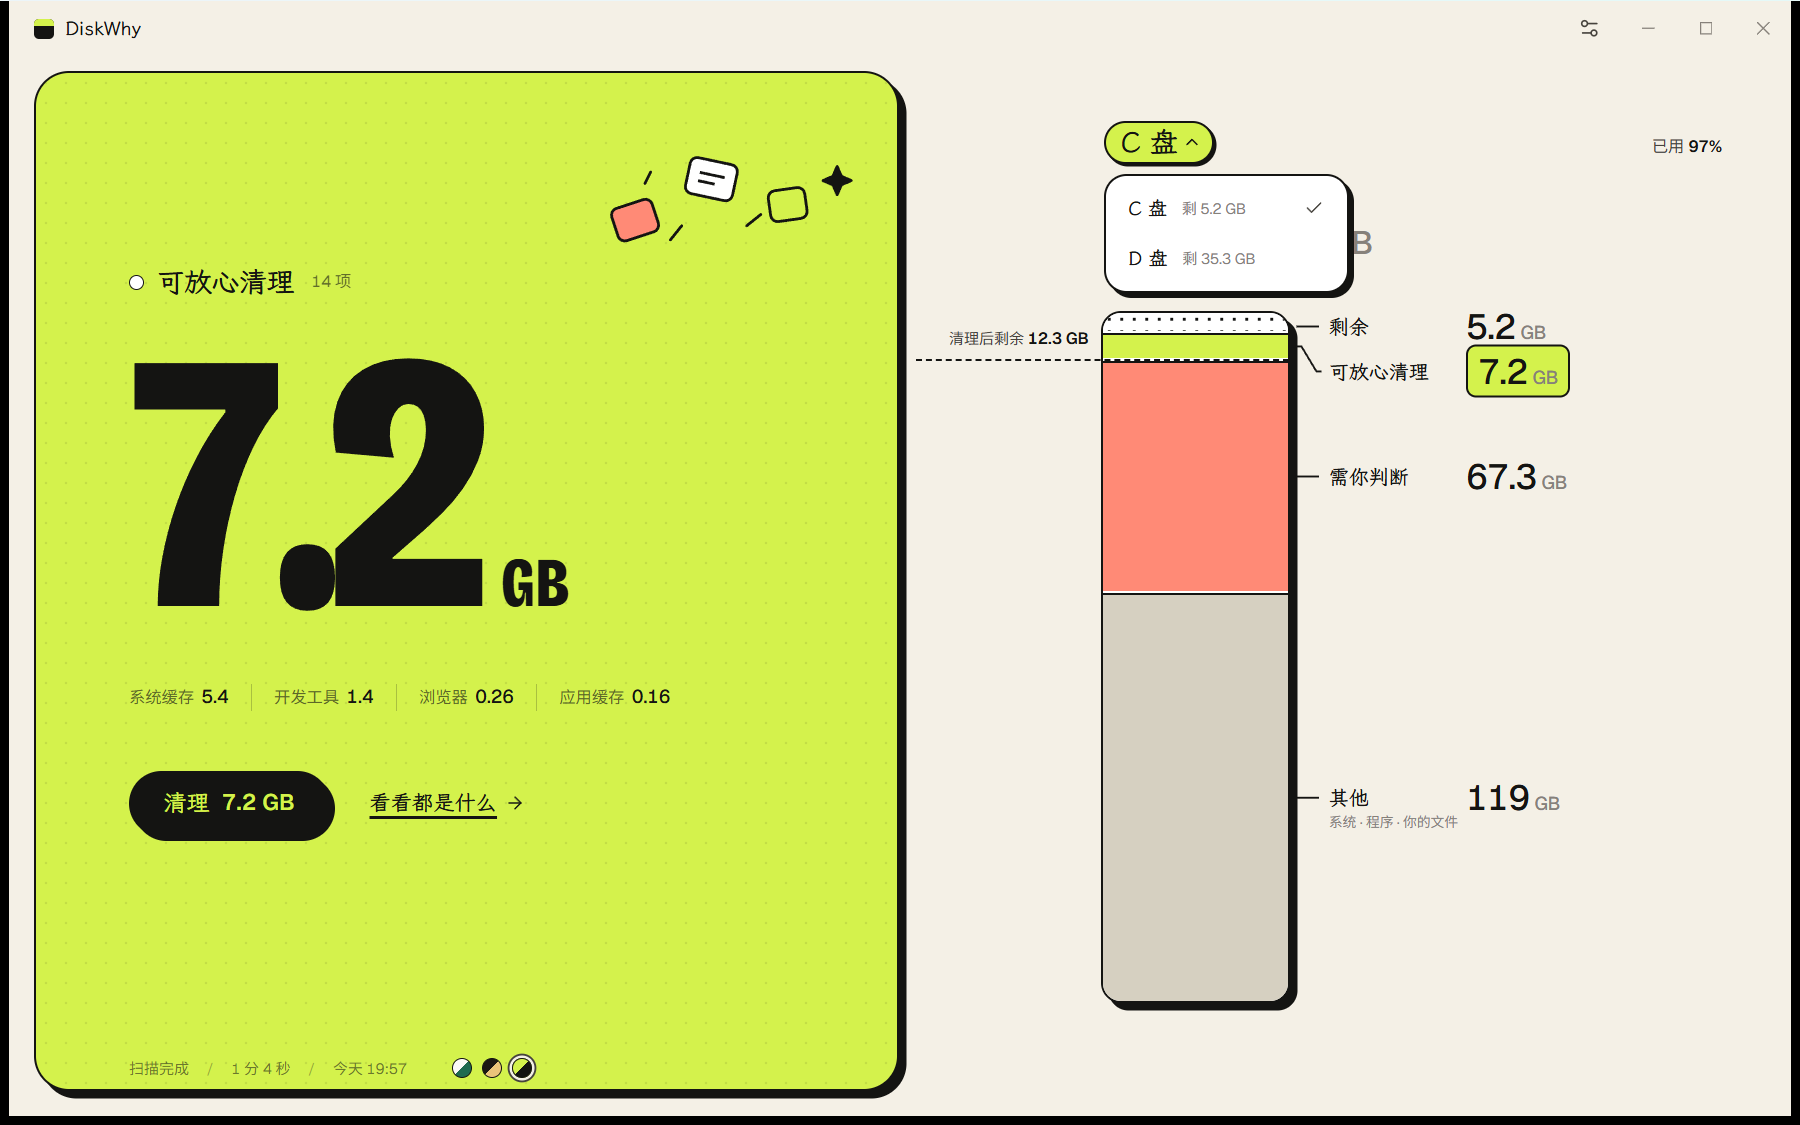 DiskWhy
可放心清理 14 项
7.2 GB
系统缓存 5.4 开发工具 1.4 浏览器 0.26 应用缓存 0.16
清理 7.2 GB 看看都是什么 →
扫描完成 / 1 分 4 秒 / 今天 19:57
C 盘
已用 97%
C 盘 剩 5.2 GB
D 盘 剩 35.3 GB
B
清理后剩余 12.3 GB
剩余 5.2 GB
可放心清理 7.2 GB
需你判断 67.3 GB
其他 119 GB
系统 · 程序 · 你的文件